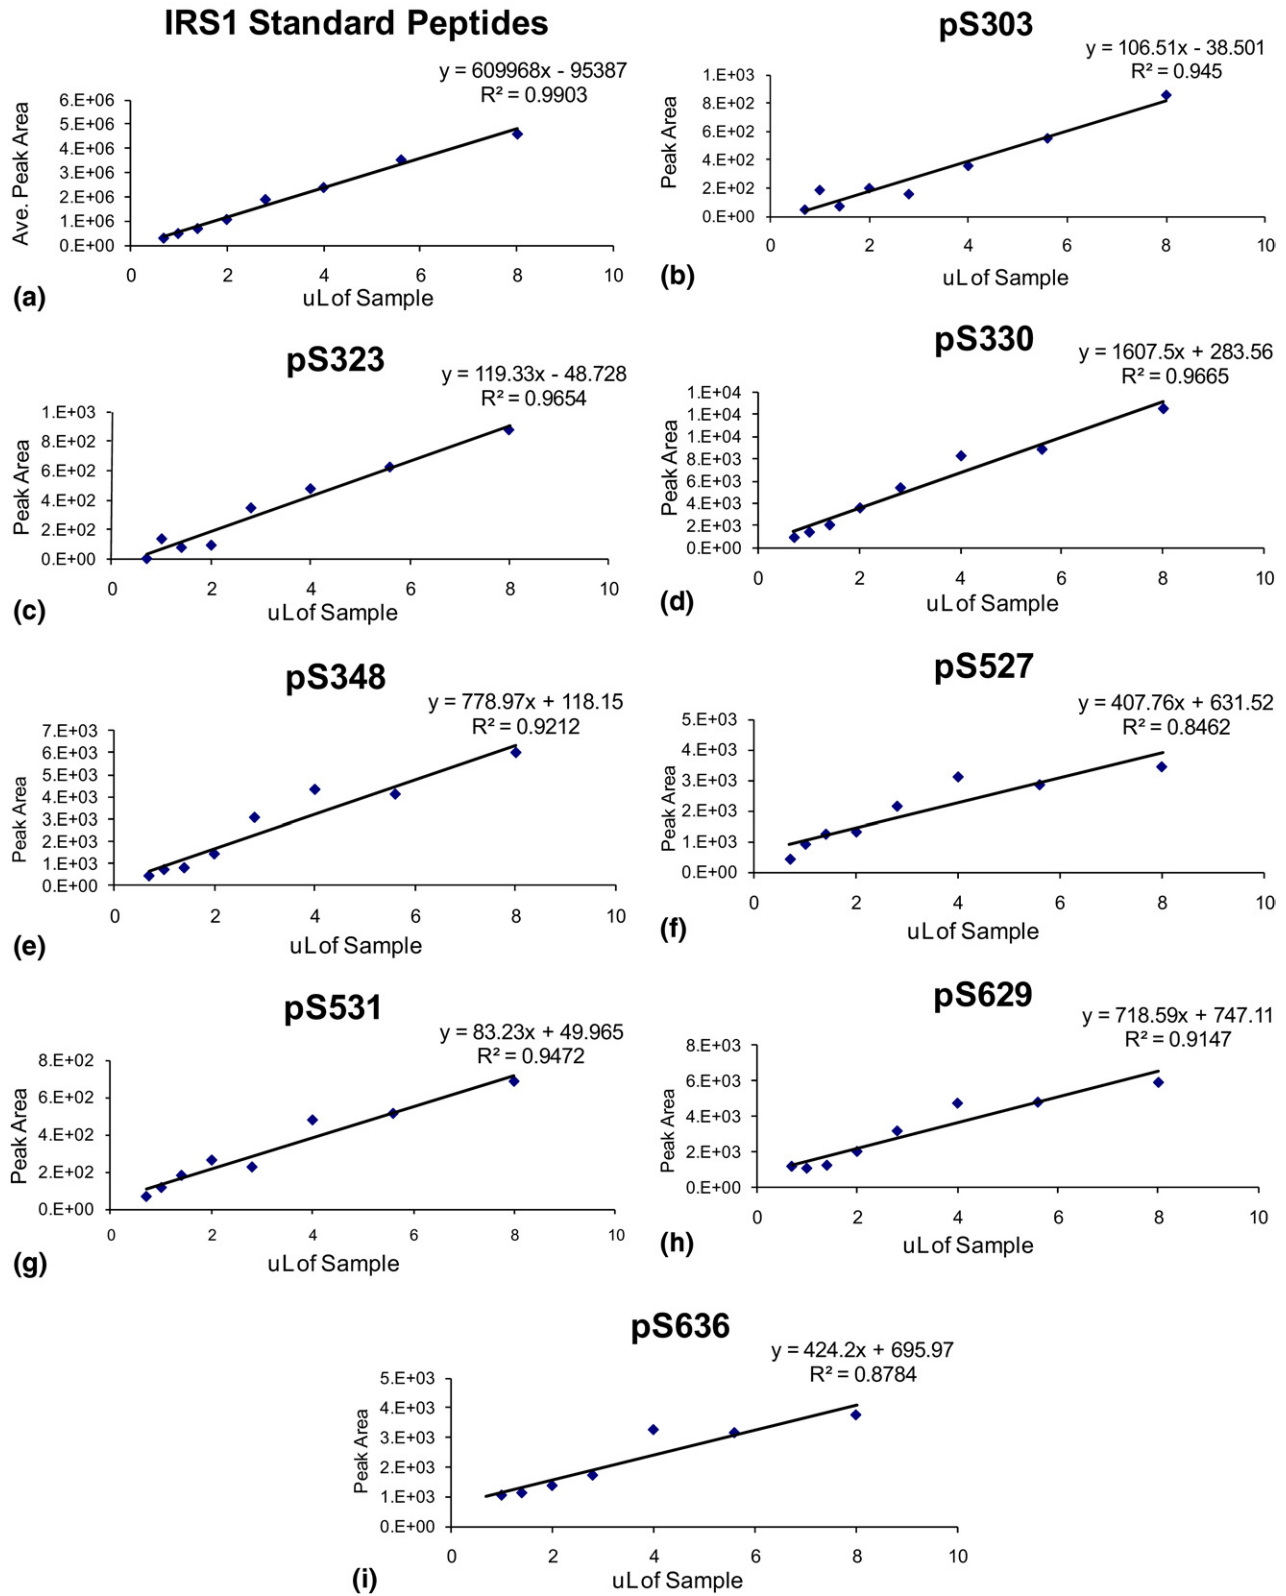 IRS1 Standard Peptides
y = 609968x - 95387
R² = 0.9903
Ave. Peak Area
6.E+06
5.E+06
4.E+06
3.E+06
2.E+06
1.E+06
0.E+00
0 2 4 6 8 10
uL of Sample
(a)
pS303
y = 106.51x - 38.501
R² = 0.945
Peak Area
1.E+03
8.E+02
6.E+02
4.E+02
2.E+02
0.E+00
0 2 4 6 8 10
uL of Sample
(b)
pS323
y = 119.33x - 48.728
R² = 0.9654
Peak Area
1.E+03
8.E+02
6.E+02
4.E+02
2.E+02
0.E+00
0 2 4 6 8 10
uL of Sample
(c)
pS330
y = 1607.5x + 283.56
R² = 0.9665
Peak Area
1.E+04
1.E+04
1.E+04
8.E+03
6.E+03
4.E+03
2.E+03
0.E+00
0 2 4 6 8 10
uL of Sample
(d)
pS348
y = 778.97x + 118.15
R² = 0.9212
Peak Area
7.E+03
6.E+03
5.E+03
4.E+03
3.E+03
2.E+03
1.E+03
0.E+00
0 2 4 6 8 10
uL of Sample
(e)
pS527
y = 407.76x + 631.52
R² = 0.8462
Peak Area
5.E+03
4.E+03
3.E+03
2.E+03
1.E+03
0.E+00
0 2 4 6 8 10
uL of Sample
(f)
pS531
y = 83.23x + 49.965
R² = 0.9472
Peak Area
8.E+02
6.E+02
4.E+02
2.E+02
0.E+00
0 2 4 6 8 10
uL of Sample
(g)
pS629
y = 718.59x + 747.11
R² = 0.9147
Peak Area
8.E+03
6.E+03
4.E+03
2.E+03
0.E+00
0 2 4 6 8 10
uL of Sample
(h)
pS636
y = 424.2x + 695.97
R² = 0.8784
Peak Area
5.E+03
4.E+03
3.E+03
2.E+03
1.E+03
0.E+00
0 2 4 6 8 10
uL of Sample
(i)